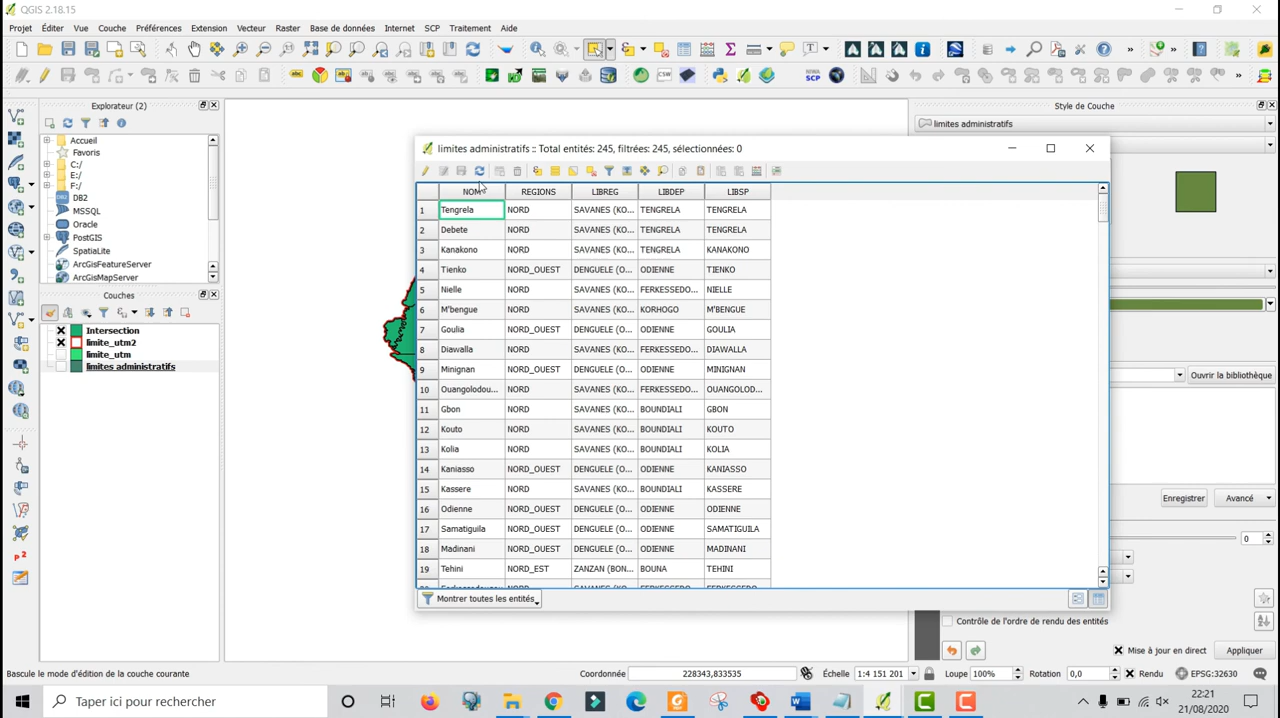 QGIS 2.18.15
Projet Éditer Vue Couche Préférences Extension Vecteur Raster Base de données Internet SCP Traitement Aide
Explorateur (2)
Accueil
Favoris
C:/
E:/
F:/
DB2
MSSQL
Oracle
PostGIS
SpatiaLite
ArcGisFeatureServer
ArcGisMapServer
Couches
Intersection
limite_utm2
limite_utm
limites administratifs
limites administratifs :: Total entités: 245, filtrées: 245, sélectionnées: 0
NOM REGIONS LIBREG LIBDEP LIBSP
1 Tengrela NORD SAVANES (KO... TENGRELA TENGRELA
2 Debete NORD SAVANES (KO... TENGRELA TENGRELA
3 Kanakono NORD SAVANES (KO... TENGRELA KANAKONO
4 Tienko NORD_OUEST DENGUELE (O... ODIENNE TIENKO
5 Nielle NORD SAVANES (KO... FERKESSEDO... NIELLE
6 M'bengue NORD SAVANES (KO... KORHOGO M'BENGUE
7 Goulia NORD_OUEST DENGUELE (O... ODIENNE GOULIA
8 Diawalla NORD SAVANES (KO... FERKESSEDO... DIAWALLA
9 Minignan NORD_OUEST DENGUELE (O... ODIENNE MINIGNAN
10 Ouangolodou... NORD SAVANES (KO... FERKESSEDO... OUANGOLOD...
11 Gbon NORD SAVANES (KO... BOUNDIALI GBON
12 Kouto NORD SAVANES (KO... BOUNDIALI KOUTO
13 Kolia NORD SAVANES (KO... BOUNDIALI KOLIA
14 Kaniasso NORD_OUEST DENGUELE (O... ODIENNE KANIASSO
15 Kassere NORD SAVANES (KO... BOUNDIALI KASSERE
16 Odienne NORD_OUEST DENGUELE (O... ODIENNE ODIENNE
17 Samatiguila NORD_OUEST DENGUELE (O... ODIENNE SAMATIGUILA
18 Madinani NORD_OUEST DENGUELE (O... ODIENNE MADINANI
19 Tehini NORD_EST ZANZAN (BON... BOUNA TEHINI
Montrer toutes les entités
Style de Couche
limites administratifs
Ouvrir la bibliothèque
Enregistrer Avancé
0
Contrôle de l'ordre de rendu des entités
Mise à jour en direct Appliquer
Bascule le mode d'édition de la couche courante
Coordonnée 228343,833535 Échelle 1:4 151 201 Loupe 100% Rotation 0,0 Rendu EPSG:32630
Taper ici pour rechercher
22:21
21/08/2020